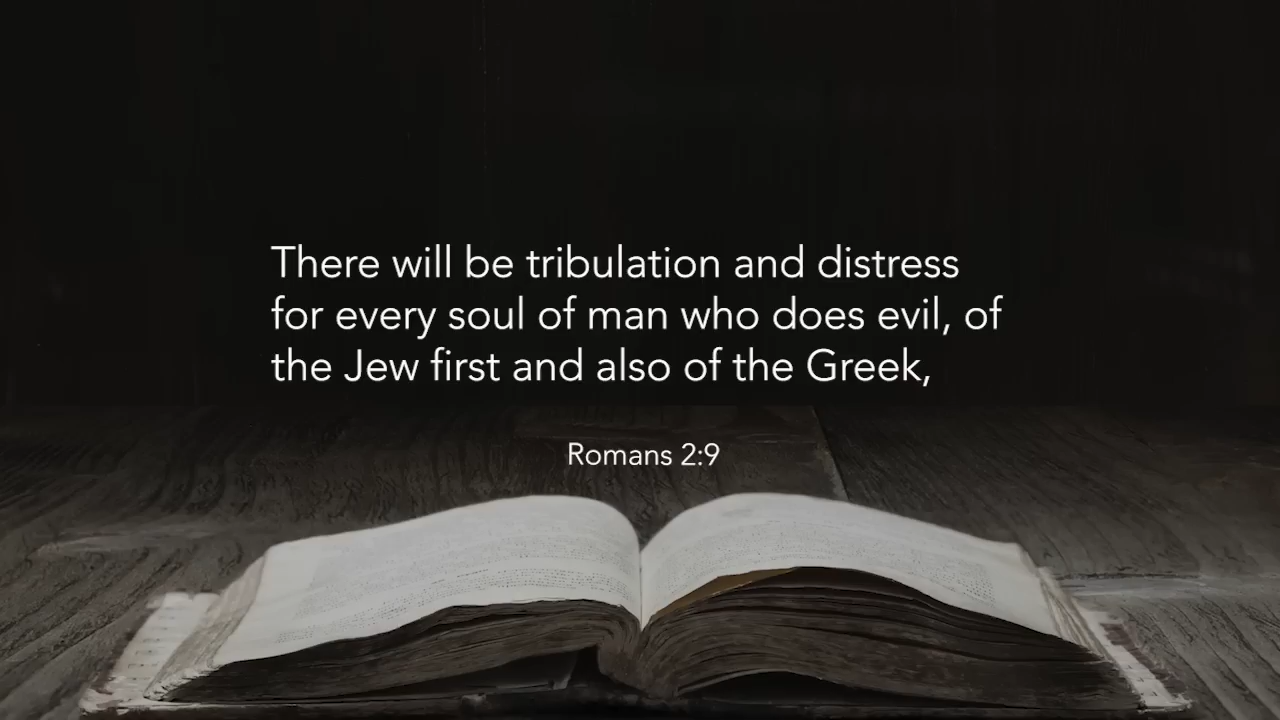 There will be tribulation and distress
for every soul of man who does evil, of
the Jew first and also of the Greek,
Romans 2:9